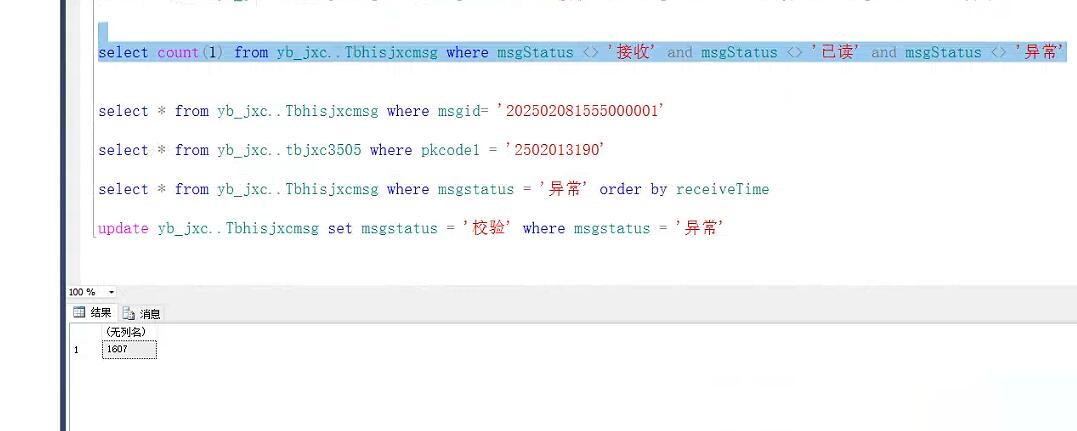 select count(1) from yb_jxc..Tbhisjxcmsg where msgStatus <> '接收' and msgStatus <> '已读' and msgStatus <> '异常'
select * from yb_jxc..Tbhisjxcmsg where msgid= '202502081555000001'
select * from yb_jxc..tbjxc3505 where pkcode1 = '2502013190'
select * from yb_jxc..Tbhisjxcmsg where msgstatus = '异常' order by receiveTime
update yb_jxc..Tbhisjxcmsg set msgstatus = '校验' where msgstatus = '异常'
100 %
结果 消息
(无列名)
1 1607